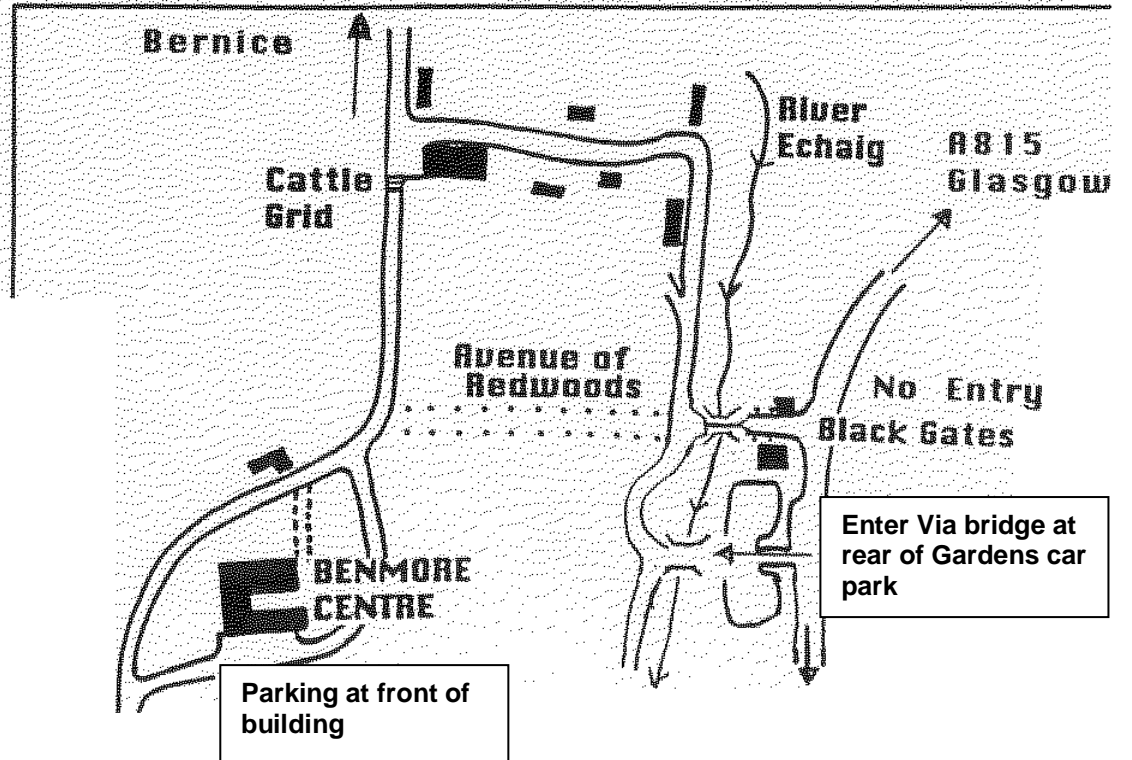 Bernice
River
Echaig
A815
Glasgow
Cattle
Grid
Avenue of
Redwoods
No Entry
Black Gates
Enter Via bridge at
rear of Gardens car
park
BENMORE
CENTRE
Parking at front of
building